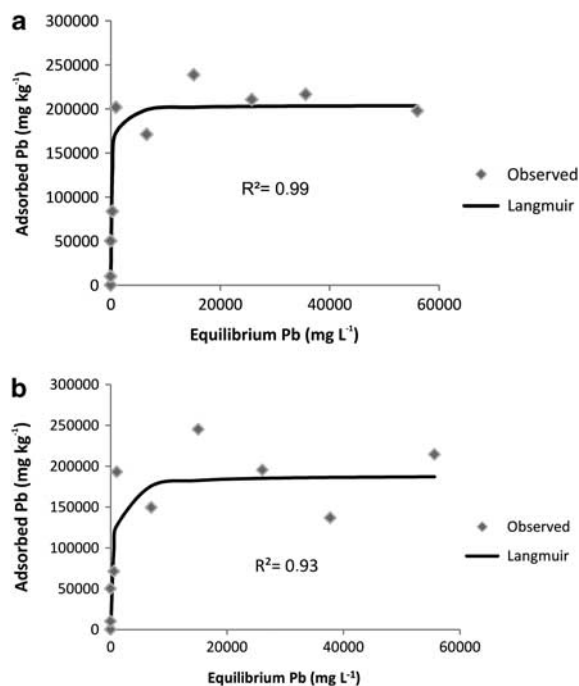 a
300000
250000
200000
150000
100000
50000
0
Adsorbed Pb (mg kg⁻¹)
R²= 0.99
Observed
Langmuir
0 20000 40000 60000
Equilibrium Pb (mg L⁻¹)
b
300000
250000
200000
150000
100000
50000
0
Adsorbed Pb (mg kg⁻¹)
R²= 0.93
Observed
Langmuir
0 20000 40000 60000
Equilibrium Pb (mg L⁻¹)